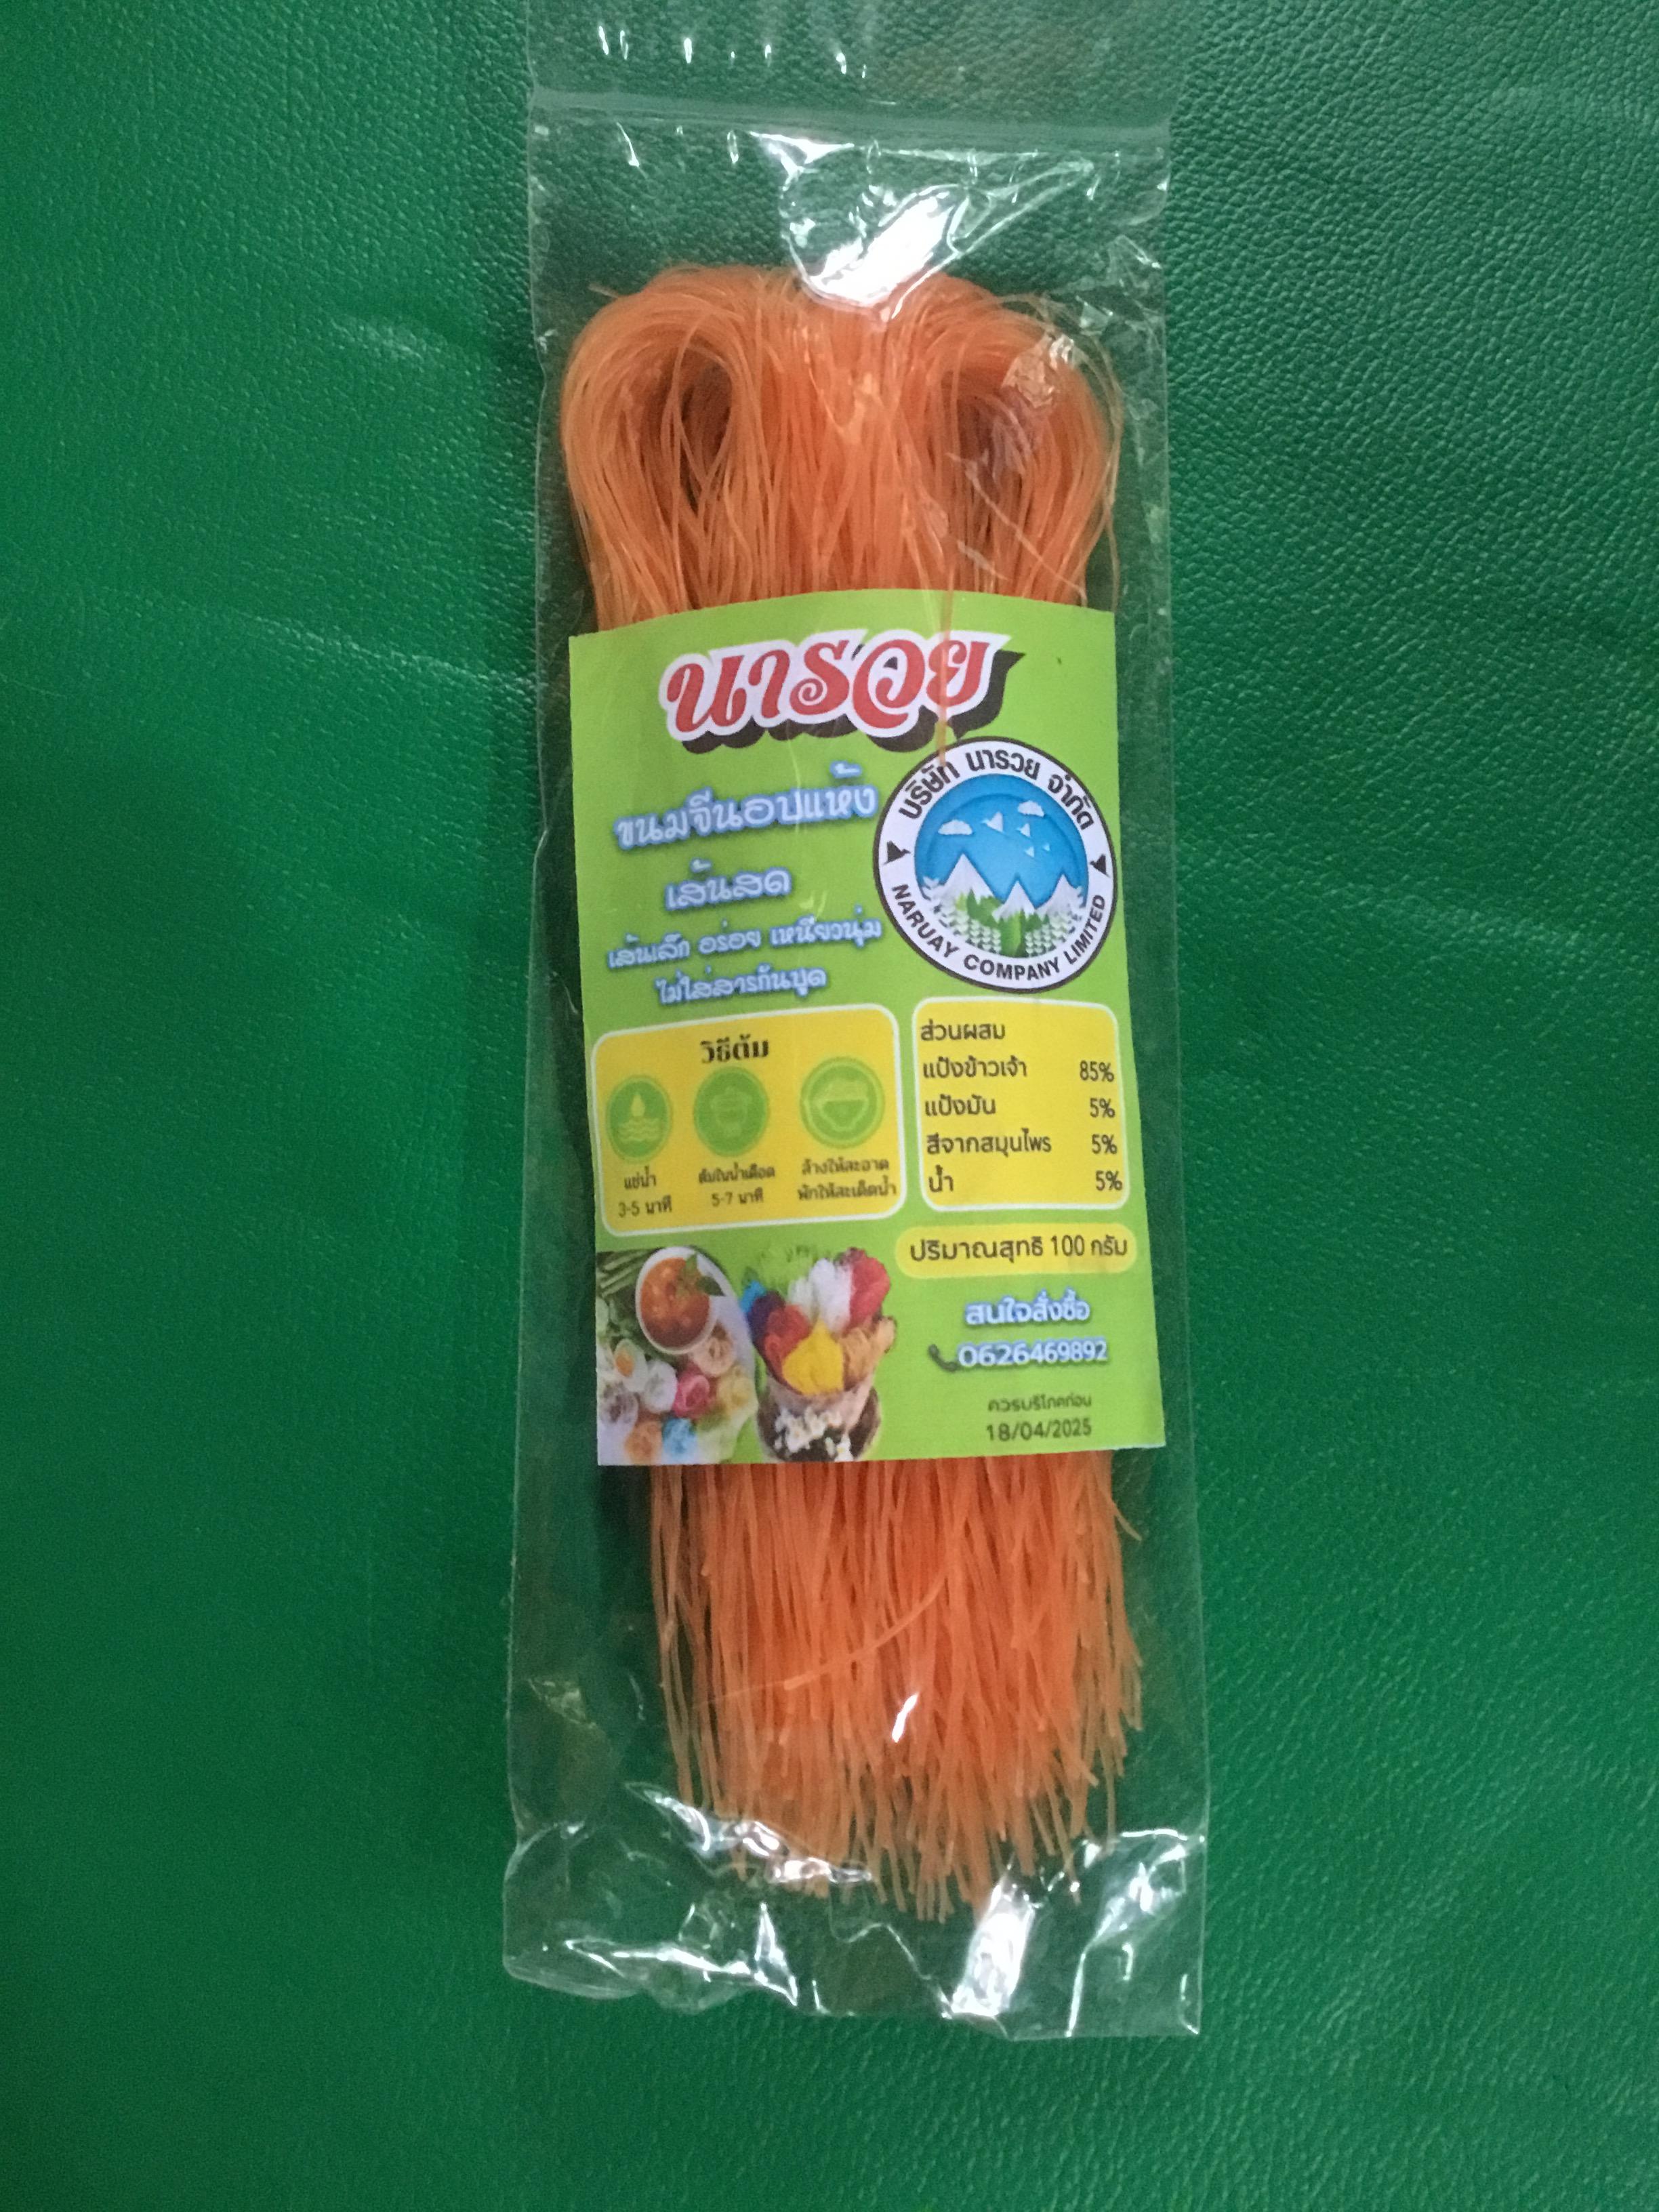 นารวย
บริษัท นารวย จำกัด
NARUAY COMPANY LIMITED
ขนมจีนอบแห้ง
เส้นสด
เส้นเล็ก อร่อย เหนียวนุ่ม
ไม่ใส่สารกันบูด
วิธีต้ม
แช่น้ำ
3-5 นาที
ต้มในน้ำเดือด
5-7 นาที
ล้างให้สะอาด
พักให้สะเด็ดน้ำ
ส่วนผสม
แป้งข้าวเจ้า 85%
แป้งมัน 5%
สีจากสมุนไพร 5%
น้ำ 5%
ปริมาณสุทธิ 100 กรัม
สนใจสั่งซื้อ
0626469892
ควรบริโภคก่อน
18/04/2025